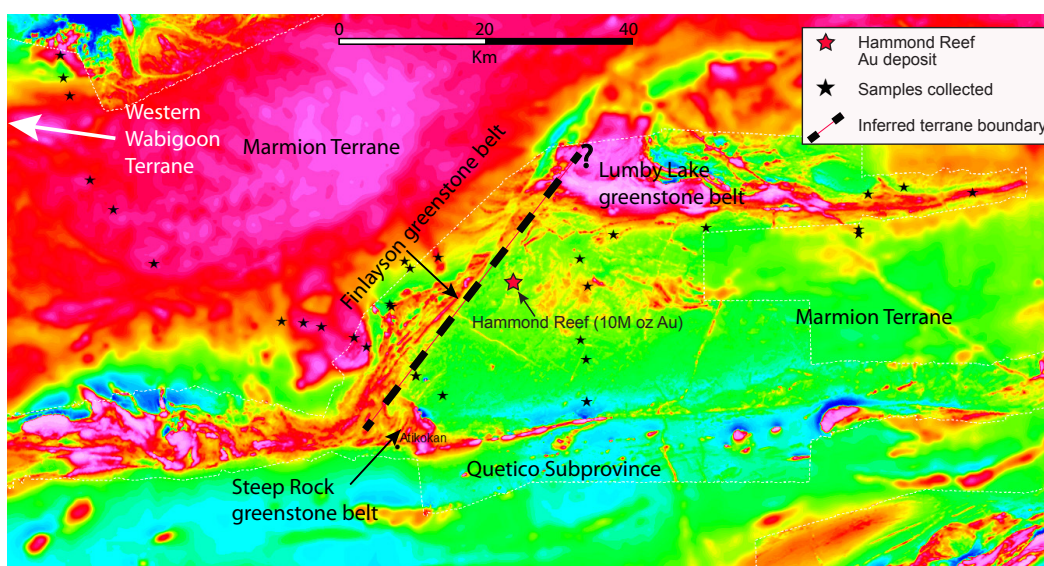 0
20
40
Km
Hammond Reef
Au deposit
Samples collected
Inferred terrane boundary
Western
Wabigoon
Terrane
Marmion Terrane
Finlayson greenstone belt
?
Lumby Lake
greenstone belt
Hammond Reef (10M oz Au)
Marmion Terrane
Atikokan
Quetico Subprovince
Steep Rock
greenstone belt